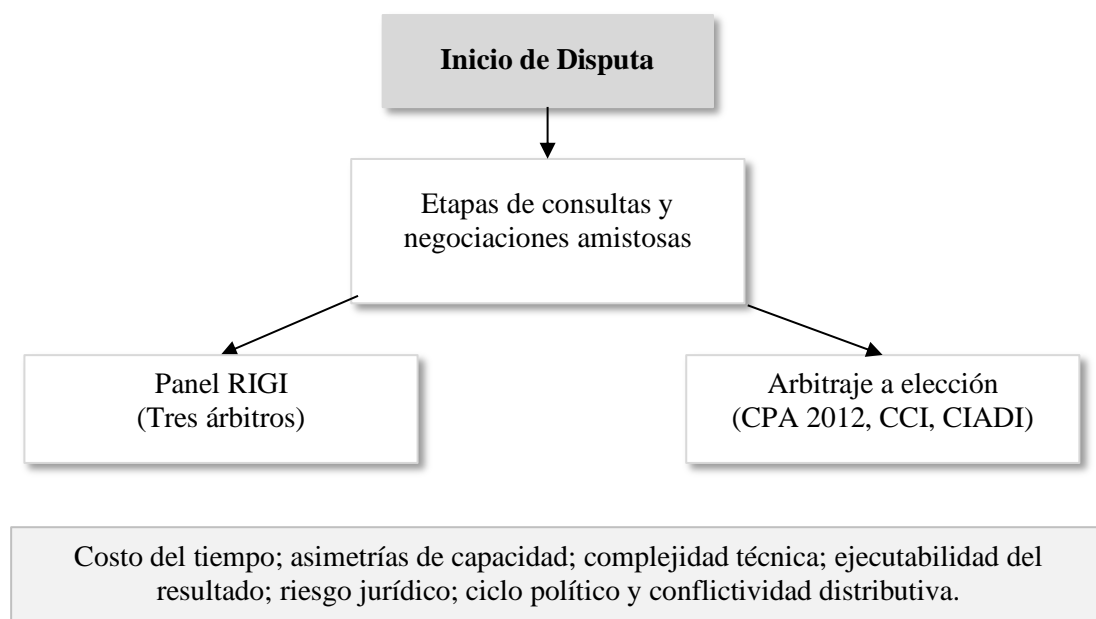 Inicio de Disputa
Etapas de consultas y
negociaciones amistosas
Panel RIGI
(Tres árbitros)
Arbitraje a elección
(CPA 2012, CCI, CIADI)
Costo del tiempo; asimetrías de capacidad; complejidad técnica; ejecutabilidad del
resultado; riesgo jurídico; ciclo político y conflictividad distributiva.